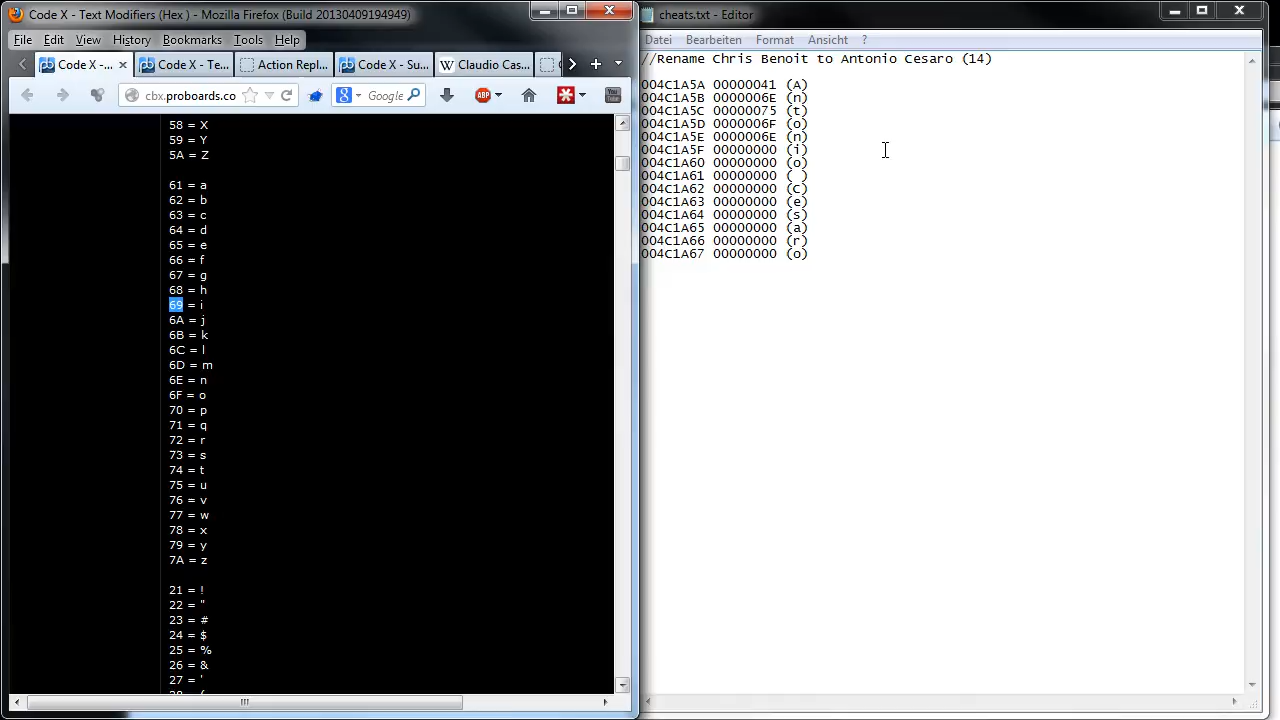 Code X - Text Modifiers (Hex ) - Mozilla Firefox (Build 20130409194949)
File Edit View History Bookmarks Tools Help
Code X -... Code X - Te... Action Repl... Code X - Su... Claudio Cas...
cbx.proboards.co Google
58 = X
59 = Y
5A = Z
61 = a
62 = b
63 = c
64 = d
65 = e
66 = f
67 = g
68 = h
69 = i
6A = j
6B = k
6C = l
6D = m
6E = n
6F = o
70 = p
71 = q
72 = r
73 = s
74 = t
75 = u
76 = v
77 = w
78 = x
79 = y
7A = z
21 = !
22 = "
23 = #
24 = $
25 = %
26 = &
27 = '
cheats.txt - Editor
Datei Bearbeiten Format Ansicht ?
//Rename Chris Benoit to Antonio Cesaro (14)
004C1A5A 00000041 (A)
004C1A5B 0000006E (n)
004C1A5C 00000075 (t)
004C1A5D 0000006F (o)
004C1A5E 0000006E (n)
004C1A5F 00000000 (i)
004C1A60 00000000 (o)
004C1A61 00000000 ( )
004C1A62 00000000 (c)
004C1A63 00000000 (e)
004C1A64 00000000 (s)
004C1A65 00000000 (a)
004C1A66 00000000 (r)
004C1A67 00000000 (o)